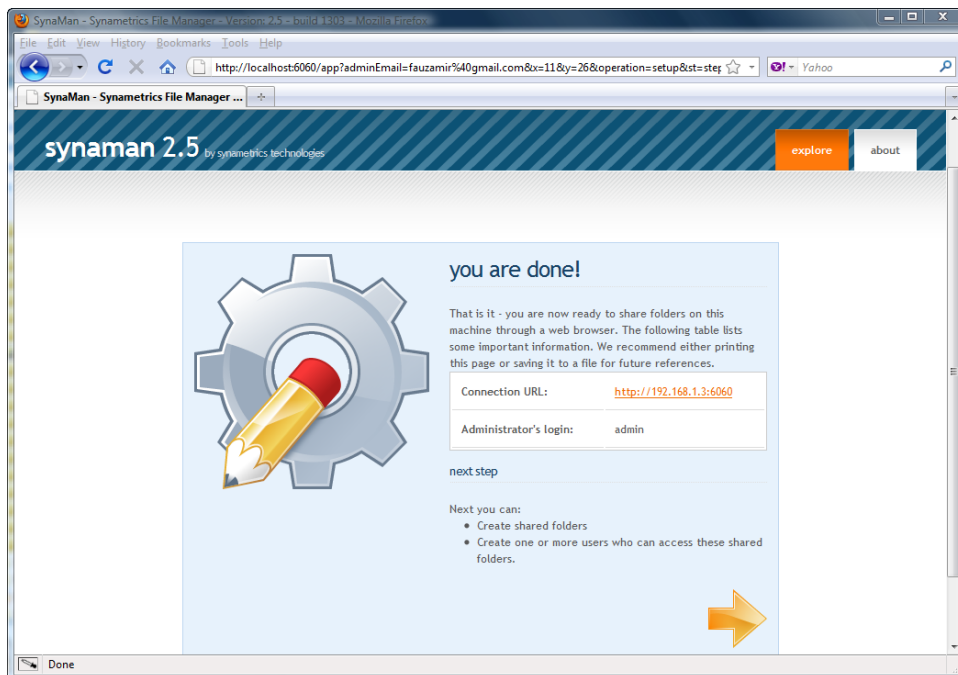 SynaMan - Synametrics File Manager - Version: 2.5 - build 1303 - Mozilla Firefox
File Edit View History Bookmarks Tools Help
http://localhost:6060/app?adminEmail=fauzamir%40gmail.com&x=11&y=26&operation=setup&st=step
Yahoo
SynaMan - Synametrics File Manager ...
synaman 2.5 by synametrics technologies
explore about
you are done!
That is it - you are now ready to share folders on this
machine through a web browser. The following table lists
some important information. We recommend either printing
this page or saving it to a file for future references.
Connection URL: http://192.168.1.3:6060
Administrator's login: admin
next step
Next you can:
• Create shared folders
• Create one or more users who can access these shared
folders.
Done